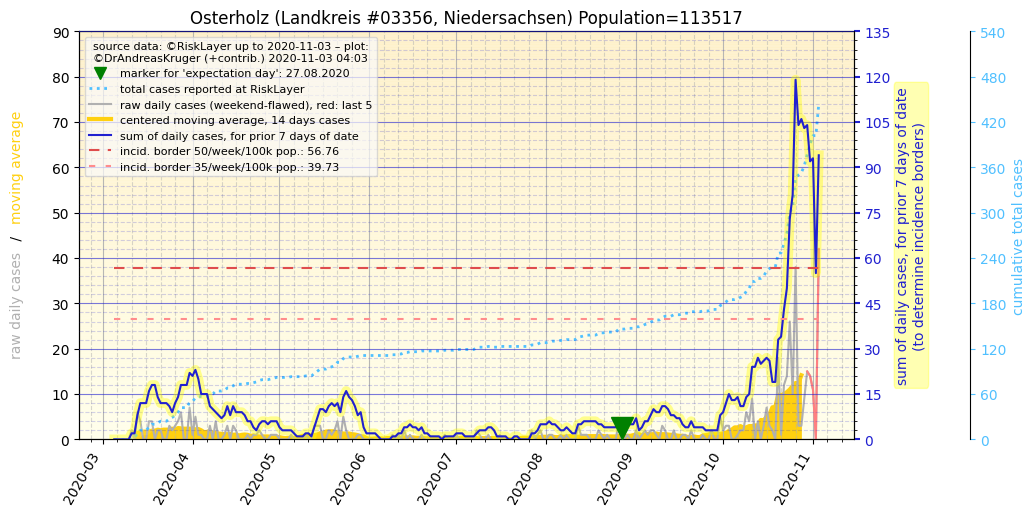 Osterholz (Landkreis #03356, Niedersachsen) Population=113517
source data: ©RiskLayer up to 2020-11-03 – plot:
©DrAndreasKruger (+contrib.) 2020-11-03 04:03
marker for 'expectation day': 27.08.2020
total cases reported at RiskLayer
raw daily cases (weekend-flawed), red: last 5
centered moving average, 14 days cases
sum of daily cases, for prior 7 days of date
incid. border 50/week/100k pop.: 56.76
incid. border 35/week/100k pop.: 39.73
raw daily cases / moving average
90
80
70
60
50
40
30
20
10
0
2020-03
2020-04
2020-05
2020-06
2020-07
2020-08
2020-09
2020-10
2020-11
135
120
105
90
75
60
45
30
15
0
sum of daily cases, for prior 7 days of date
(to determine incidence borders)
540
480
420
360
300
240
180
120
60
0
cumulative total cases